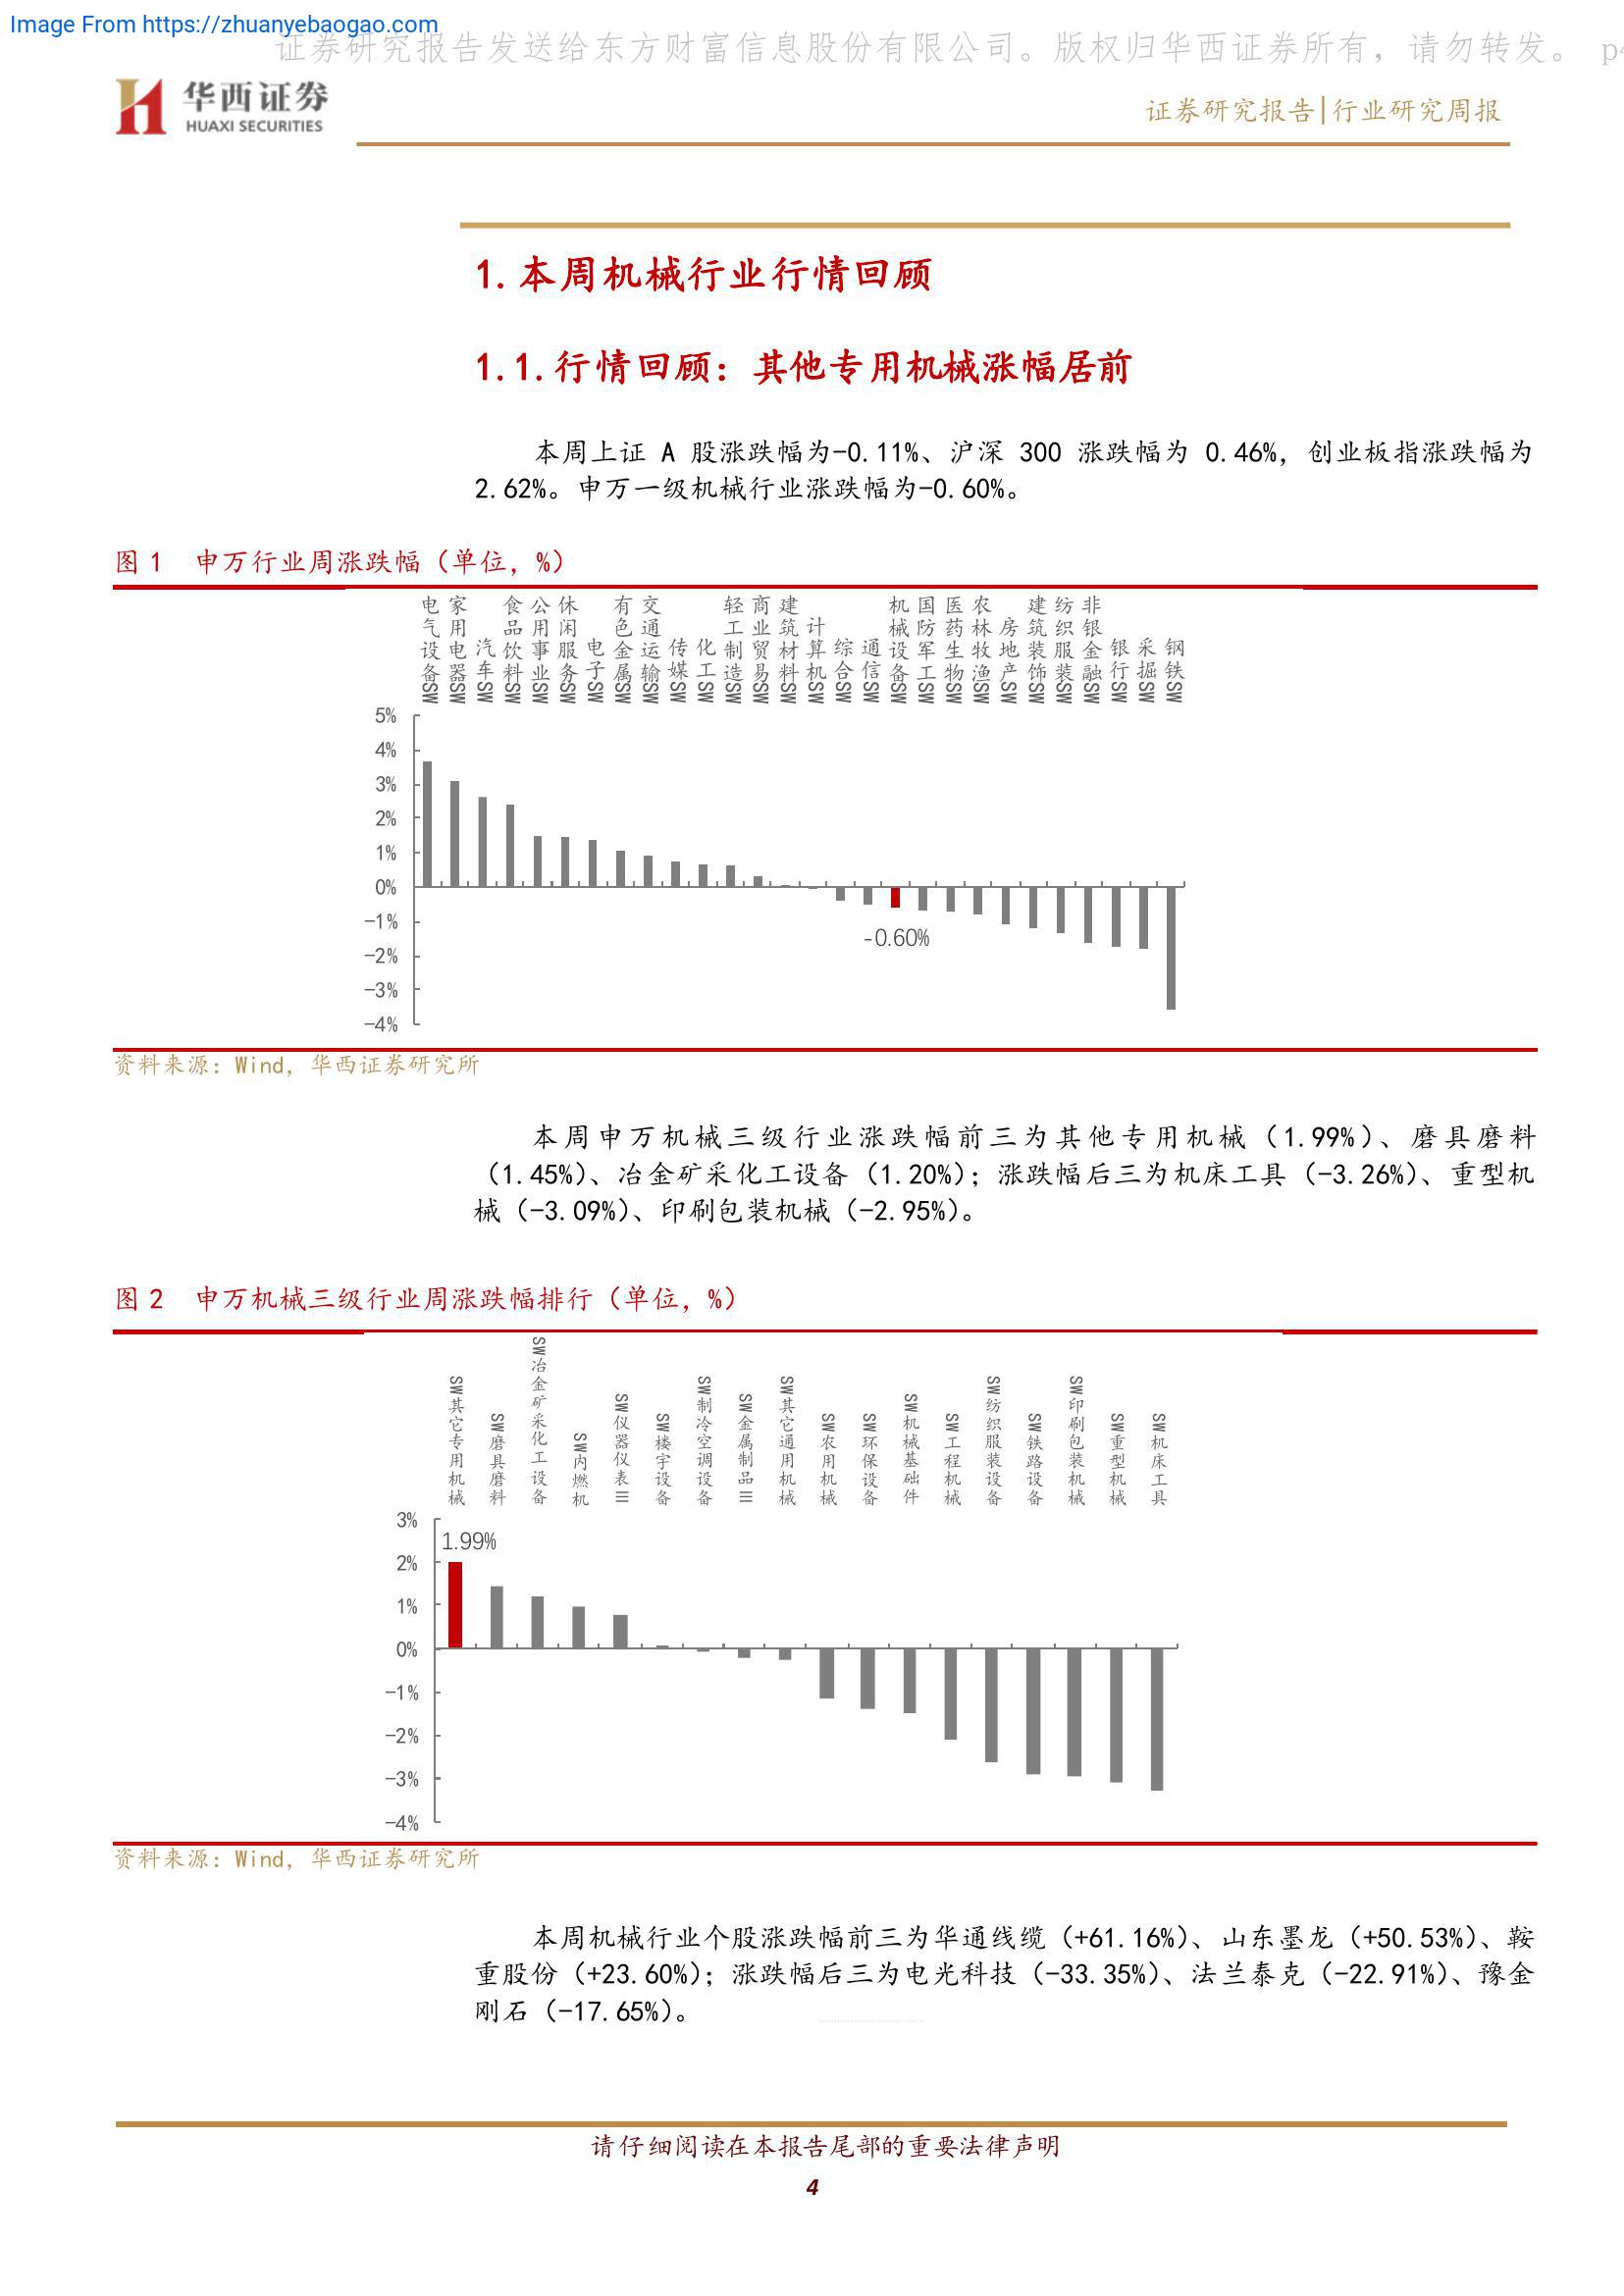 Image From https://zhuanyebaogao.com
证券研究报告发送给东方财富信息股份有限公司。版权归华西证券所有，请勿转发。 p4
华西证券
HUAXI SECURITIES
证券研究报告|行业研究周报
1.本周机械行业行情回顾
1.1.行情回顾：其他专用机械涨幅居前
本周上证 A 股涨跌幅为-0.11%、沪深 300 涨跌幅为 0.46%，创业板指涨跌幅为
2.62%。申万一级机械行业涨跌幅为-0.60%。
图 1 申万行业周涨跌幅（单位，%）
电气设备SW
家用电器SW
汽车SW
食品饮料SW
公用事业SW
休闲服务SW
电子SW
有色金属SW
交通运输SW
传媒SW
化工SW
轻工制造SW
商业贸易SW
建筑材料SW
计算机SW
综合SW
通信SW
机械设备SW
国防军工SW
医药生物SW
农林牧渔SW
房地产SW
建筑装饰SW
纺织服装SW
非银金融SW
银行SW
采掘SW
钢铁SW
5%
4%
3%
2%
1%
0%
-1%
-2%
-3%
-4%
-0.60%
资料来源：Wind，华西证券研究所
本周申万机械三级行业涨跌幅前三为其他专用机械（1.99%）、磨具磨料
（1.45%）、冶金矿采化工设备（1.20%）；涨跌幅后三为机床工具（-3.26%）、重型机
械（-3.09%）、印刷包装机械（-2.95%）。
图 2 申万机械三级行业周涨跌幅排行（单位，%）
SW其它专用机械
SW磨具磨料
SW冶金矿采化工设备
SW内燃机
SW仪器仪表Ⅲ
SW楼宇设备
SW制冷空调设备
SW金属制品Ⅲ
SW其它通用机械
SW农用机械
SW环保设备
SW机械基础件
SW工程机械
SW纺织服装设备
SW铁路设备
SW印刷包装机械
SW重型机械
SW机床工具
3%
2%
1%
0%
-1%
-2%
-3%
-4%
1.99%
资料来源：Wind，华西证券研究所
本周机械行业个股涨跌幅前三为华通线缆（+61.16%）、山东墨龙（+50.53%）、鞍
重股份（+23.60%）；涨跌幅后三为电光科技（-33.35%）、法兰泰克（-22.91%）、豫金
刚石（-17.65%）。
请仔细阅读在本报告尾部的重要法律声明
4